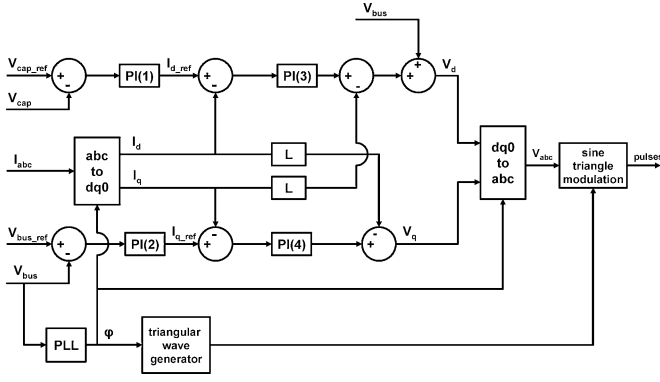 V_bus
V_cap_ref
+
-
PI(1)
I_d_ref
+
-
PI(3)
+
-
+
+
V_d
V_cap
I_abc
abc
to
dq0
I_d
L
I_q
L
dq0
to
abc
V_abc
sine
triangle
modulation
pulses
V_bus_ref
+
-
PI(2)
I_q_ref
-
+
PI(4)
-
+
V_q
V_bus
PLL
φ
triangular
wave
generator